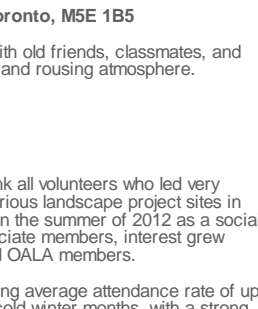 oronto, M5E 1B5
ith old friends, classmates, and
and rousing atmosphere.
nk all volunteers who led very
rious landscape project sites in
n the summer of 2012 as a socia
ciate members, interest grew
d OALA members.
ng average attendance rate of up
cold winter months, with a strong